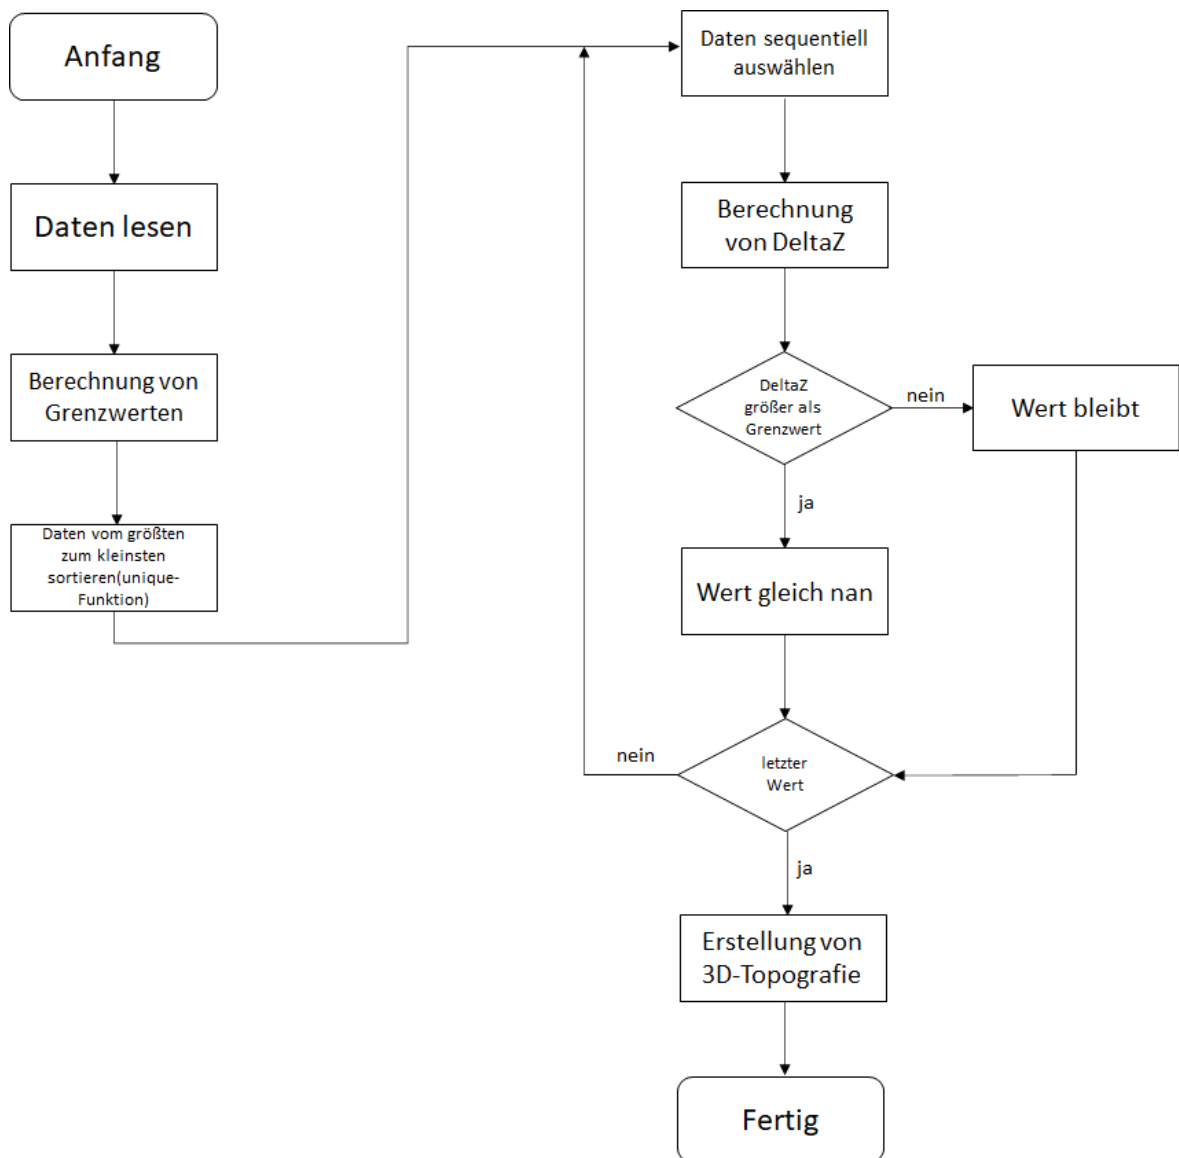 Anfang
Daten lesen
Berechnung von
Grenzwerten
Daten vom größten
zum kleinsten
sortieren(unique-
Funktion)
Daten sequentiell
auswählen
Berechnung
von DeltaZ
DeltaZ
größer als
Grenzwert
nein
Wert bleibt
ja
Wert gleich nan
nein
letzter
Wert
ja
Erstellung von
3D-Topografie
Fertig